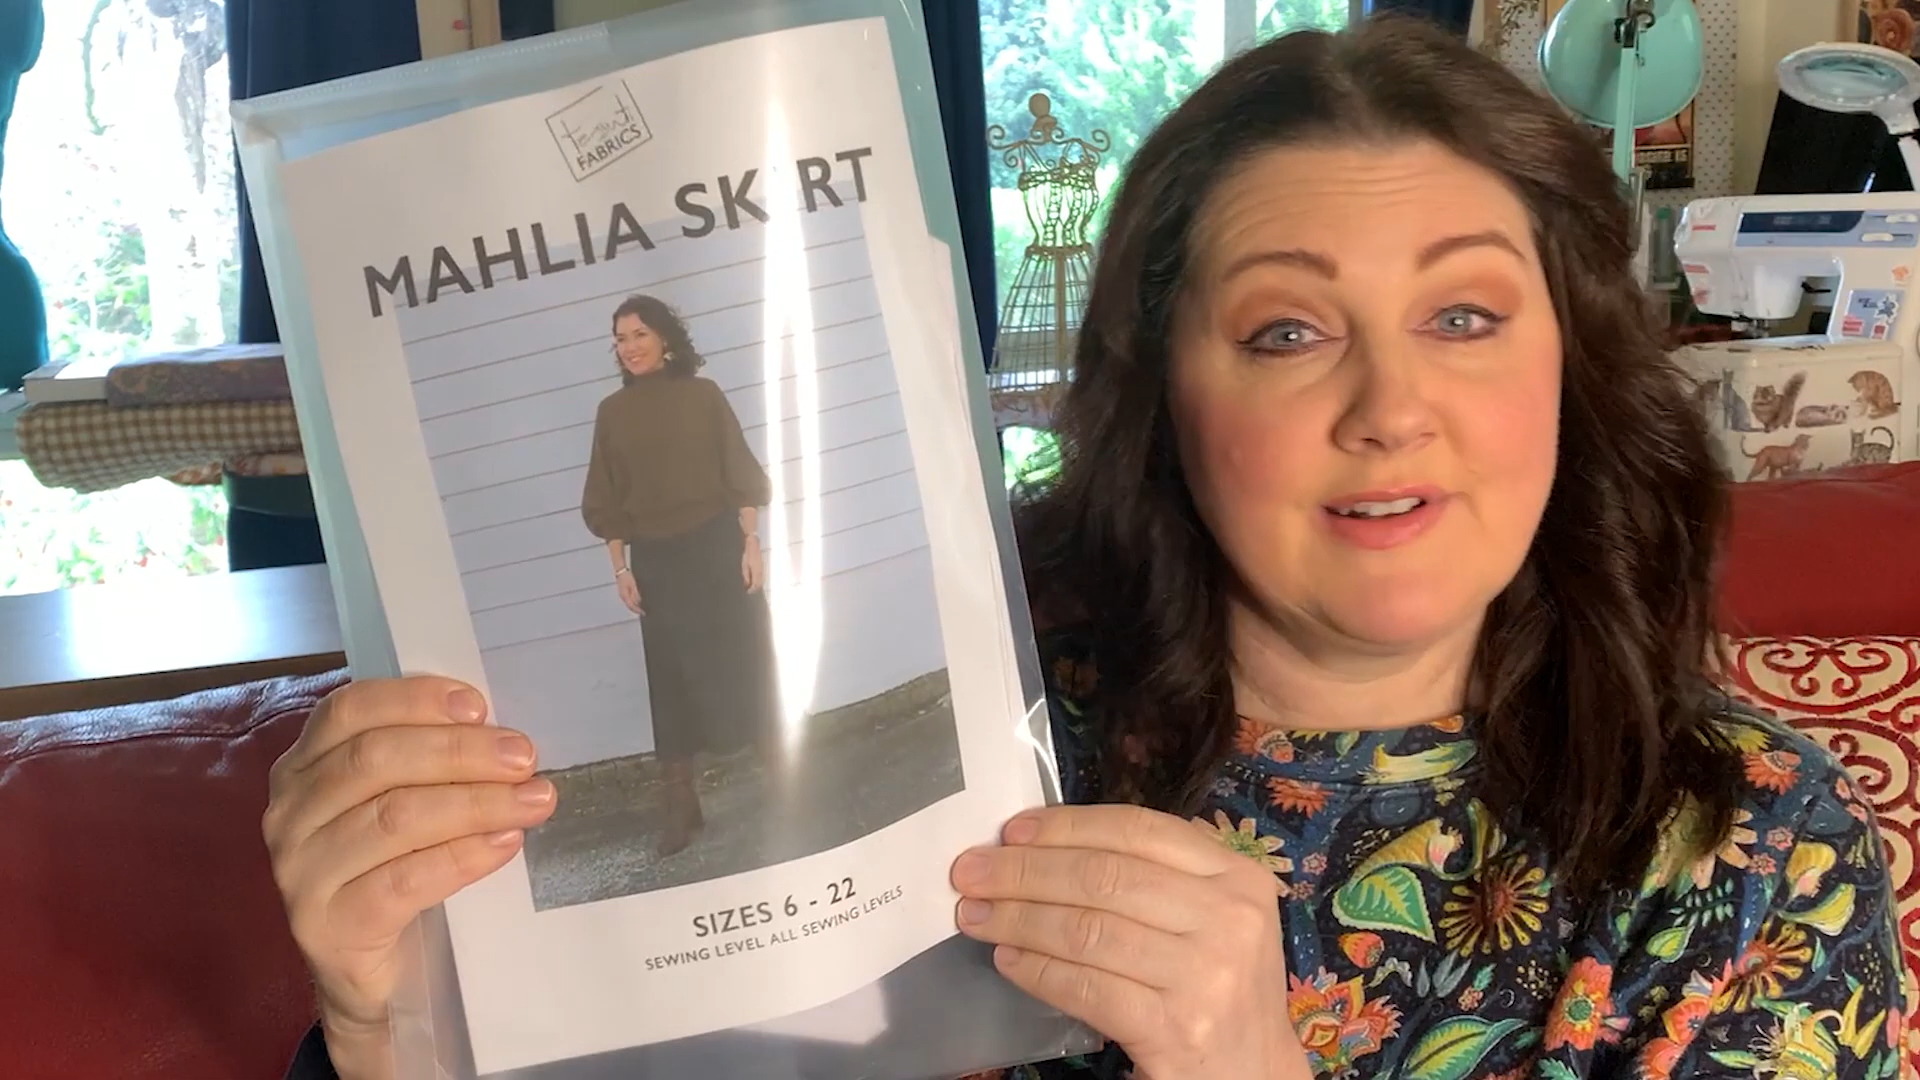 FABRICS
MAHLIA SKIRT
SIZES 6 - 22
SEWING LEVEL ALL SEWING LEVELS